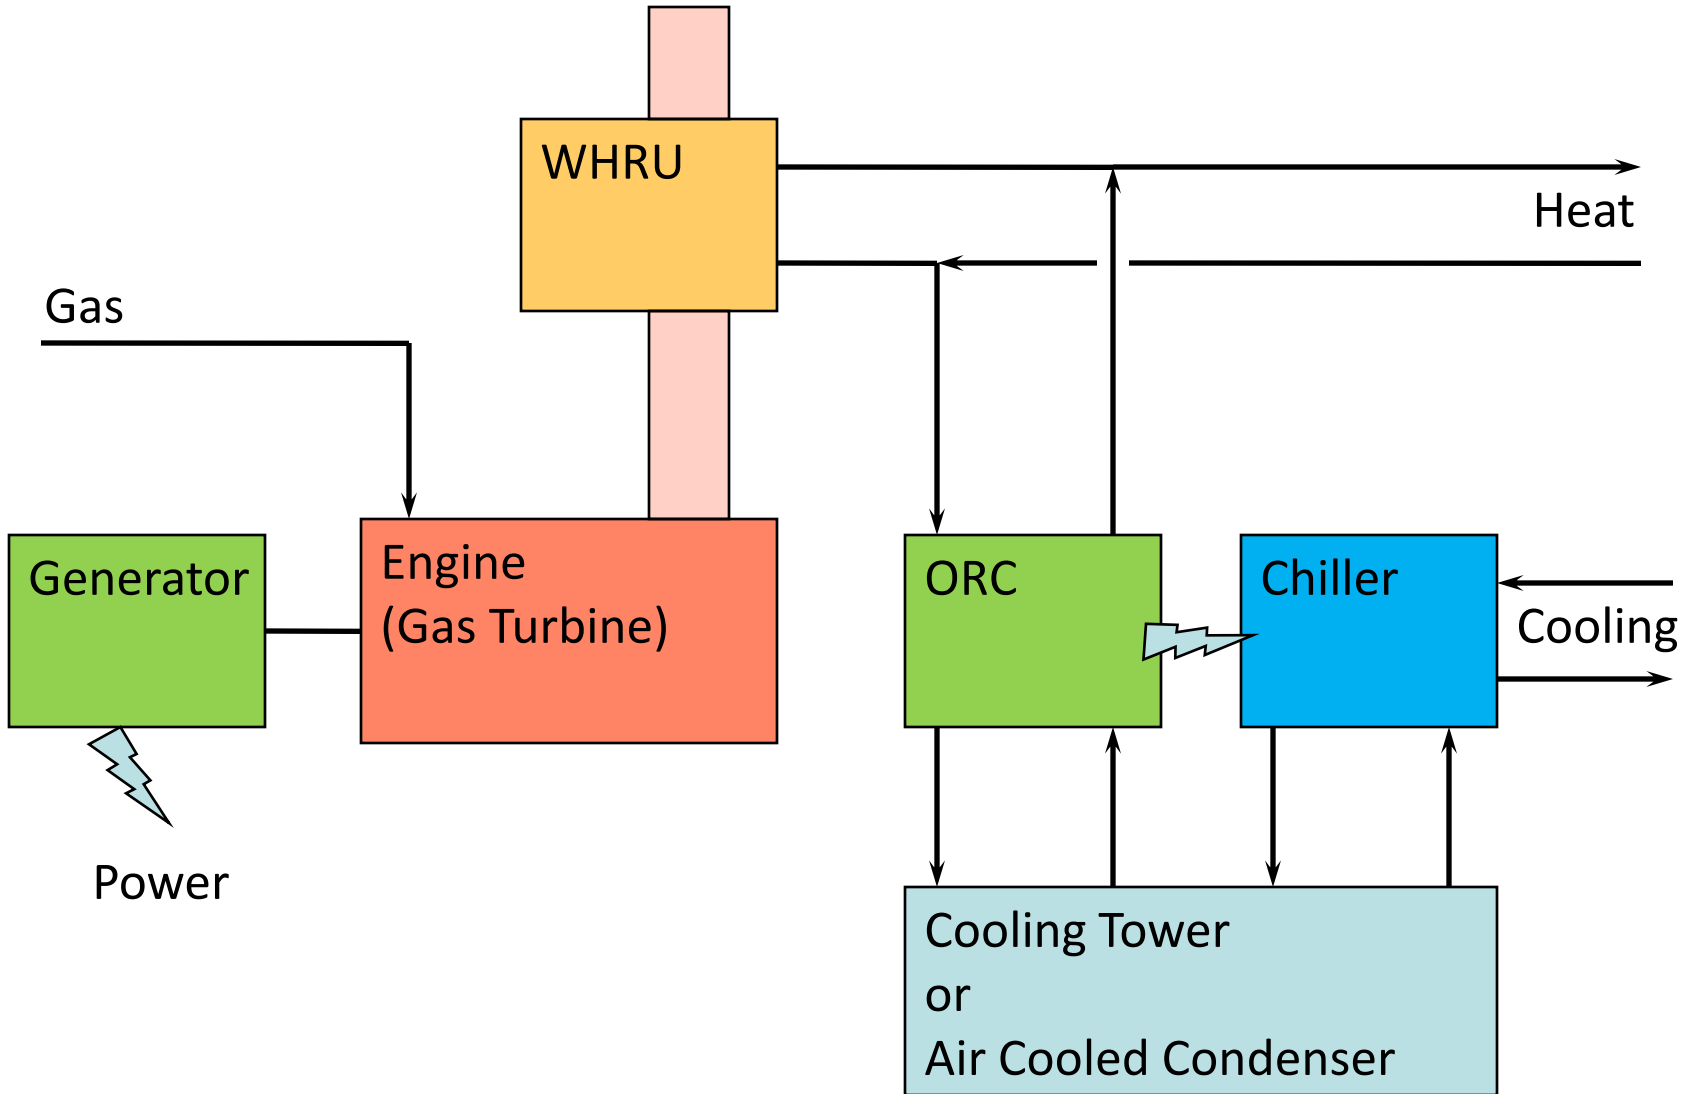 WHRU
Heat
Gas
Generator
Engine
(Gas Turbine)
ORC
Chiller
Cooling
Power
Cooling Tower
or
Air Cooled Condenser